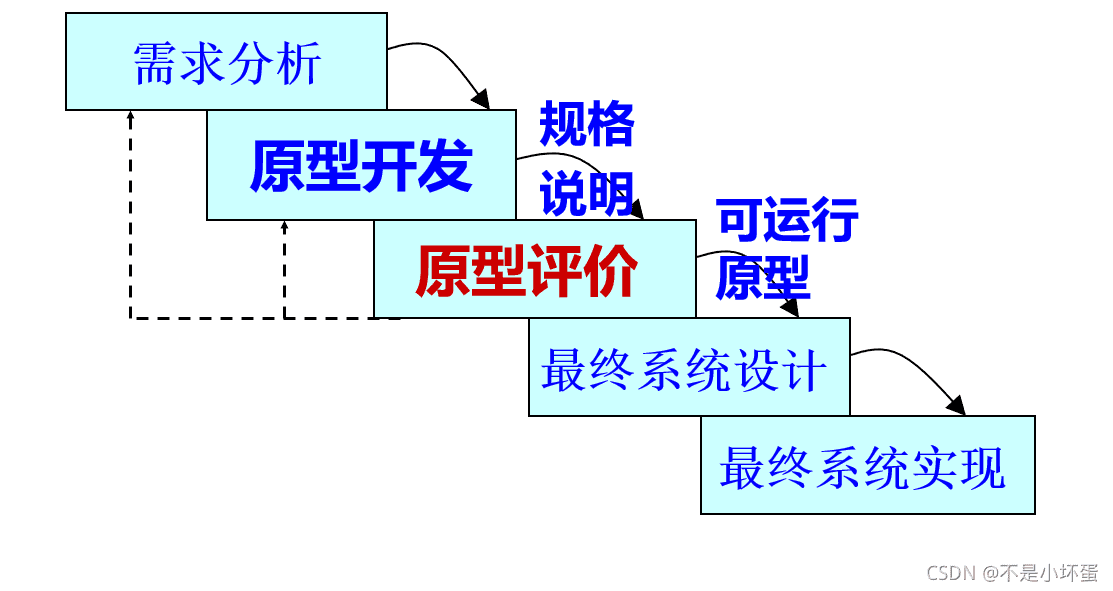 需求分析
原型开发
规格
说明
原型评价
可运行
原型
最终系统设计
最终系统实现
CSDN @不是小坏蛋